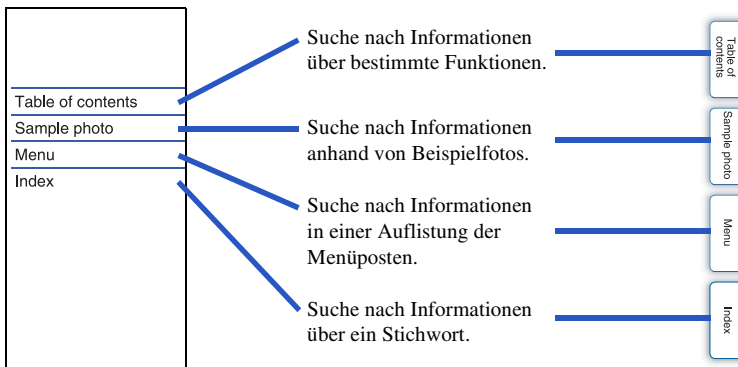 Table of contents
Sample photo
Menu
Index
Suche nach Informationen
über bestimmte Funktionen.
Suche nach Informationen
anhand von Beispielfotos.
Suche nach Informationen
in einer Auflistung der
Menüposten.
Suche nach Informationen
über ein Stichwort.
Table of
contents
Sample photo
Menu
Index